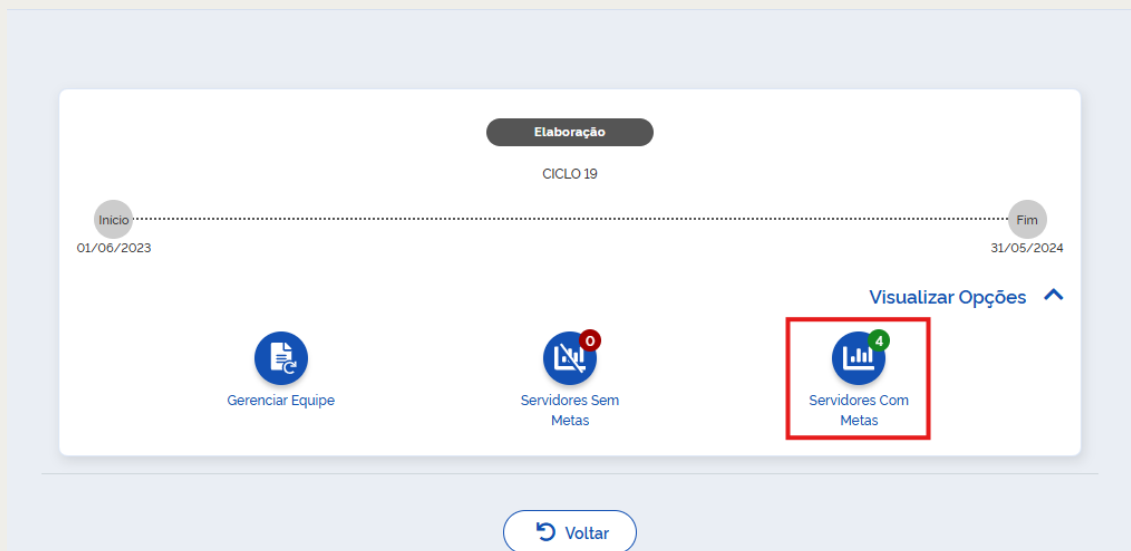 Elaboração
CICLO 19
Início
Fim
01/06/2023
31/05/2024
Visualizar Opções
0
4
Gerenciar Equipe
Servidores Sem
Metas
Servidores Com
Metas
Voltar